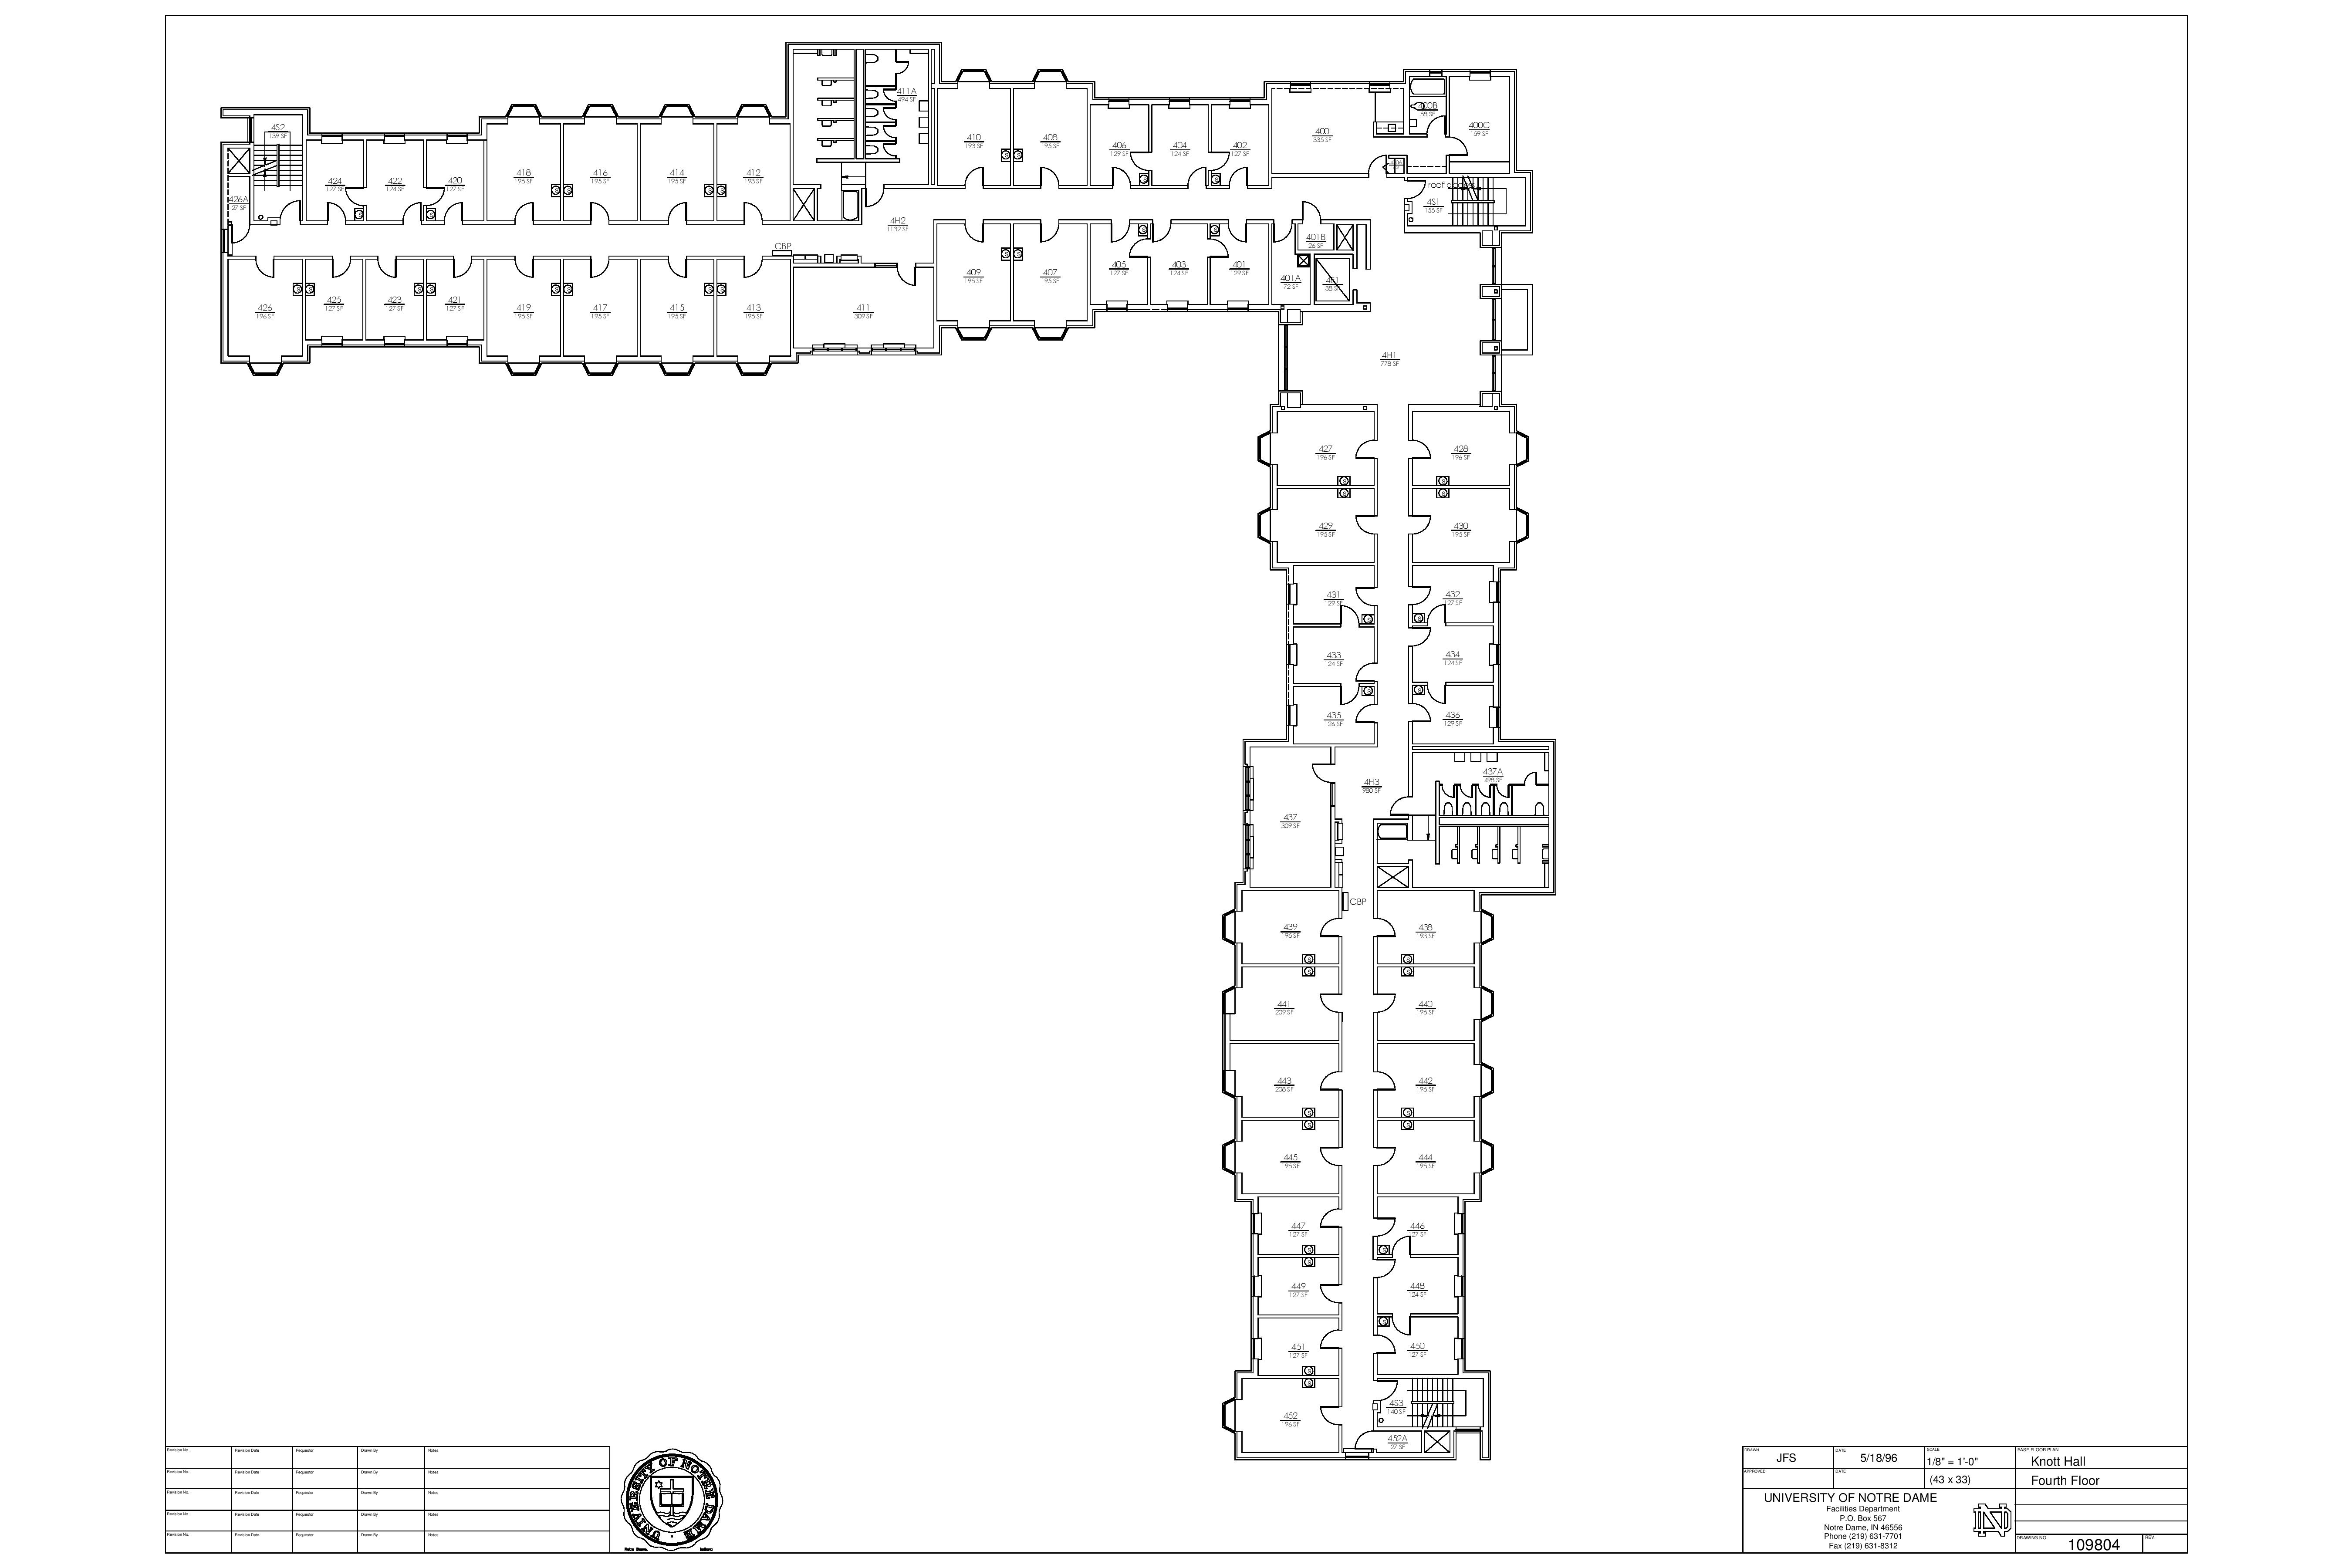 411A
494 SF
4S2
139 SF
410
193 SF
408
195 SF
406
129 SF
404
124 SF
402
127 SF
400
335 SF
400B
58 SF
400C
159 SF
424
127 SF
422
124 SF
420
127 SF
418
195 SF
416
195 SF
414
195 SF
412
193 SF
426A
27 SF
roof access
4S1
155 SF
4H2
1132 SF
CBP
401B
26 SF
426
196 SF
425
127 SF
423
127 SF
421
127 SF
419
195 SF
417
195 SF
415
195 SF
413
195 SF
411
309 SF
409
195 SF
407
195 SF
405
127 SF
403
124 SF
401
129 SF
401A
72 SF
4H1
778 SF
427
196 SF
428
196 SF
429
195 SF
430
195 SF
431
129 SF
432
127 SF
433
124 SF
434
124 SF
435
126 SF
436
129 SF
437A
498 SF
4H3
980 SF
437
309 SF
CBP
439
195 SF
438
193 SF
441
209 SF
440
195 SF
443
208 SF
442
195 SF
445
195 SF
444
195 SF
447
127 SF
446
127 SF
449
127 SF
448
124 SF
451
127 SF
450
127 SF
452
196 SF
4S3
140 SF
452A
27 SF
Revision No. Revision Date Requestor Drawn By Notes
Revision No. Revision Date Requestor Drawn By Notes
Revision No. Revision Date Requestor Drawn By Notes
Revision No. Revision Date Requestor Drawn By Notes
Revision No. Revision Date Requestor Drawn By Notes
UNIVERSITY OF NOTRE DAME
Notre Dame, Indiana
DRAWN JFS DATE 5/18/96 SCALE 1/8" = 1'-0" BASE FLOOR PLAN Knott Hall
APPROVED DATE (43 x 33) Fourth Floor
UNIVERSITY OF NOTRE DAME
Facilities Department
P.O. Box 567
Notre Dame, IN 46556
Phone (219) 631-7701
Fax (219) 631-8312
ND
DRAWING NO. 109804 REV.